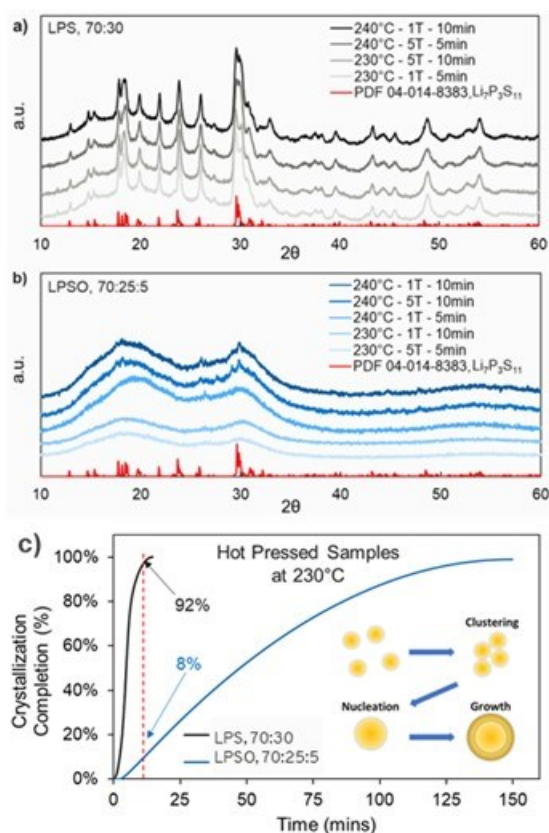 a)
LPS, 70:30
240°C - 1T - 10min
240°C - 5T - 5min
230°C - 5T - 10min
230°C - 1T - 5min
PDF 04-014-8383, Li₇P₃S₁₁
a.u.
10 20 30 40 50 60
2θ
b)
LPSO, 70:25:5
240°C - 1T - 10min
240°C - 5T - 10min
240°C - 1T - 5min
230°C - 1T - 10min
230°C - 5T - 5min
PDF 04-014-8383, Li₇P₃S₁₁
a.u.
10 20 30 40 50 60
2θ
c)
Hot Pressed Samples
at 230°C
100%
80%
60%
40%
20%
0%
Crystallization
Completion (%)
92%
8%
Clustering
Nucleation
Growth
LPS, 70:30
LPSO, 70:25:5
0 25 50 75 100 125 150
Time (mins)